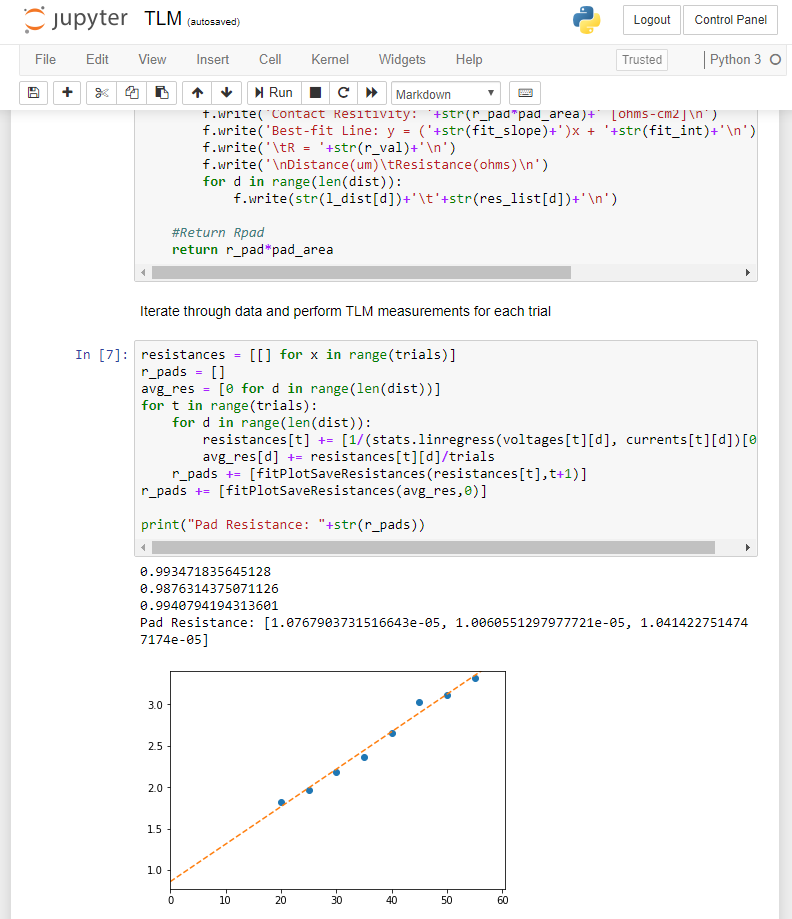 jupyter TLM (autosaved)
Logout Control Panel
File Edit View Insert Cell Kernel Widgets Help Trusted Python 3
Run Markdown
f.write('Contact Resitivity: '+str(r_pad*pad_area)+' [ohms-cm2]\n')
f.write('Best-fit Line: y = ('+str(fit_slope)+')x + '+str(fit_int)+'\n')
f.write('\tR = '+str(r_val)+'\n')
f.write('\nDistance(um)\tResistance(ohms)\n')
for d in range(len(dist)):
f.write(str(l_dist[d])+'\t'+str(res_list[d])+'\n')
#Return Rpad
return r_pad*pad_area
Iterate through data and perform TLM measurements for each trial
In [7]:
resistances = [[] for x in range(trials)]
r_pads = []
avg_res = [0 for d in range(len(dist))]
for t in range(trials):
for d in range(len(dist)):
resistances[t] += [1/(stats.linregress(voltages[t][d], currents[t][d])[0
avg_res[d] += resistances[t][d]/trials
r_pads += [fitPlotSaveResistances(resistances[t],t+1)]
r_pads += [fitPlotSaveResistances(avg_res,0)]
print("Pad Resistance: "+str(r_pads))
0.993471835645128
0.9876314375071126
0.9940794194313601
Pad Resistance: [1.0767903731516643e-05, 1.0060551297977721e-05, 1.041422751474
7174e-05]
3.0
2.5
2.0
1.5
1.0
0 10 20 30 40 50 60